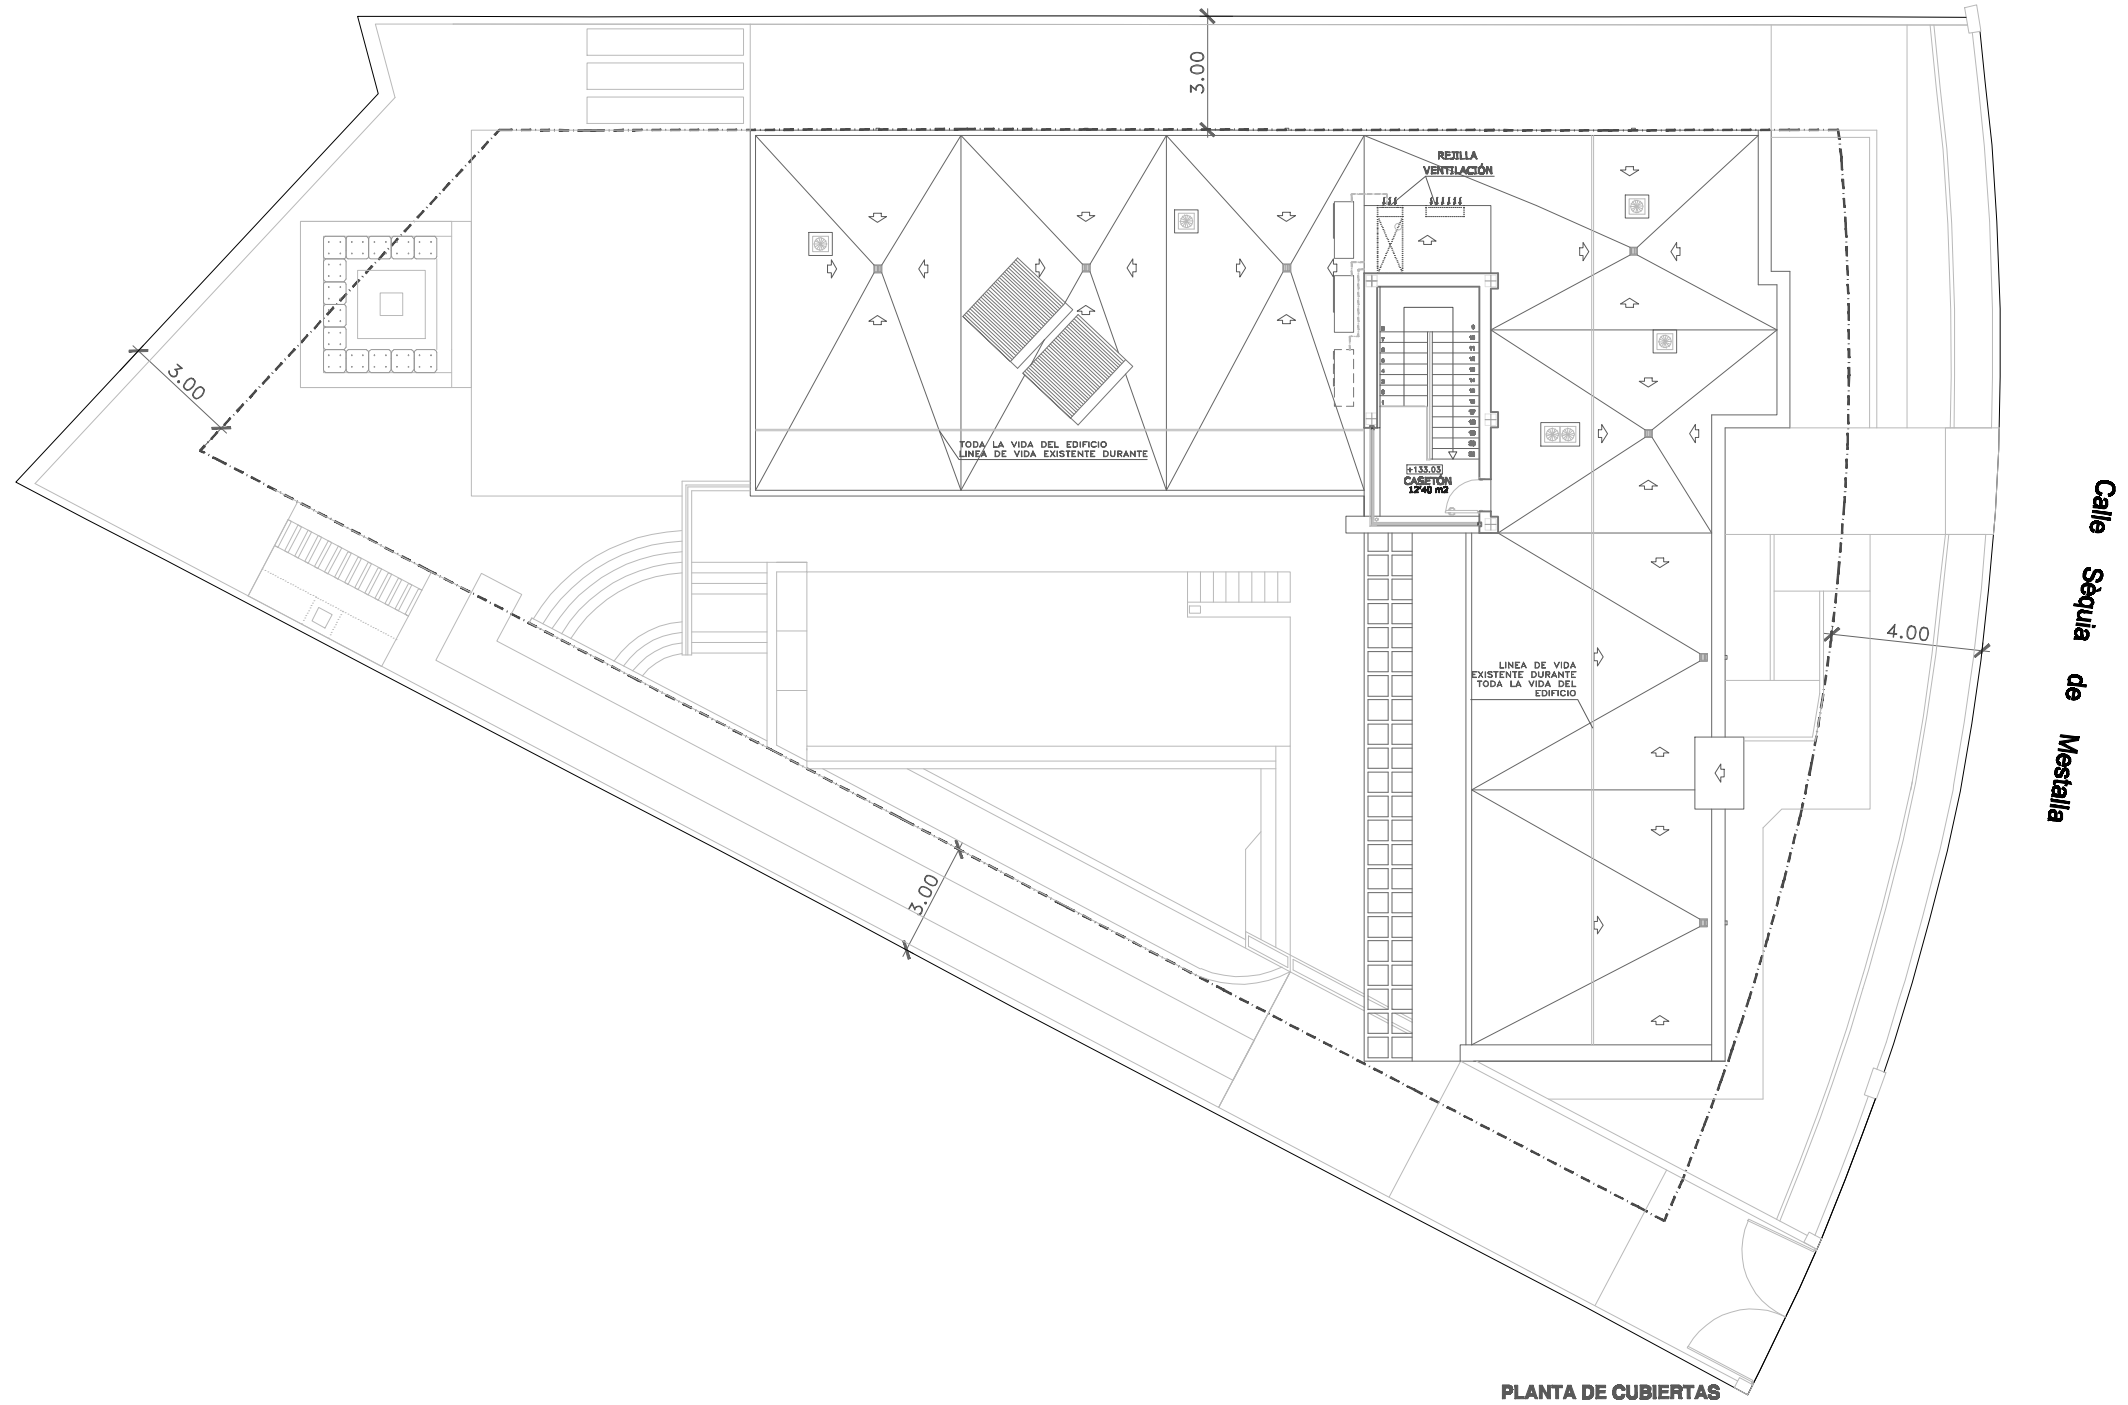 3.00
REJILLA
VENTILACIÓN
3.00
TODA LA VIDA DEL EDIFICIO
LINEA DE VIDA EXISTENTE DURANTE
+133.03
CASETÓN
12'40 m2
Calle Sèquia de Mestalla
4.00
LINEA DE VIDA
EXISTENTE DURANTE
TODA LA VIDA DEL
EDIFICIO
3.00
PLANTA DE CUBIERTAS